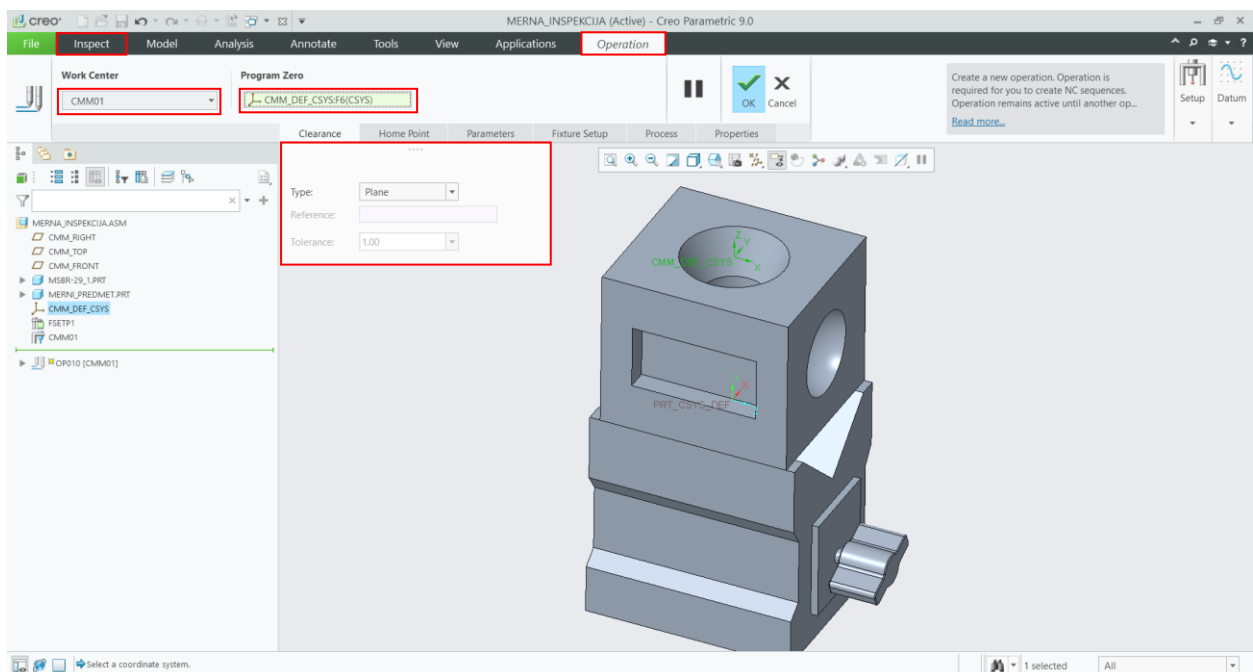 creo
MERNA_INSPEKCIJA (Active) - Creo Parametric 9.0
File Inspect Model Analysis Annotate Tools View Applications Operation
Work Center
CMM01
Program Zero
CMM_DEF_CSYS:F6(CSYS)
OK Cancel
Create a new operation. Operation is
required for you to create NC sequences.
Operation remains active until another op...
Read more...
Setup Datum
Clearance Home Point Parameters Fixture Setup Process Properties
Type: Plane
Reference:
Tolerance: 1.00
MERNA_INSPEKCIJA.ASM
CMM_RIGHT
CMM_TOP
CMM_FRONT
MSBR-29_1.PRT
MERNI_PREDMET.PRT
CMM_DEF_CSYS
FSETP1
CMM01
OP010 [CMM01]
Z
Y
X
X
PRT_CSYS_DEF
Select a coordinate system.
1 selected
All